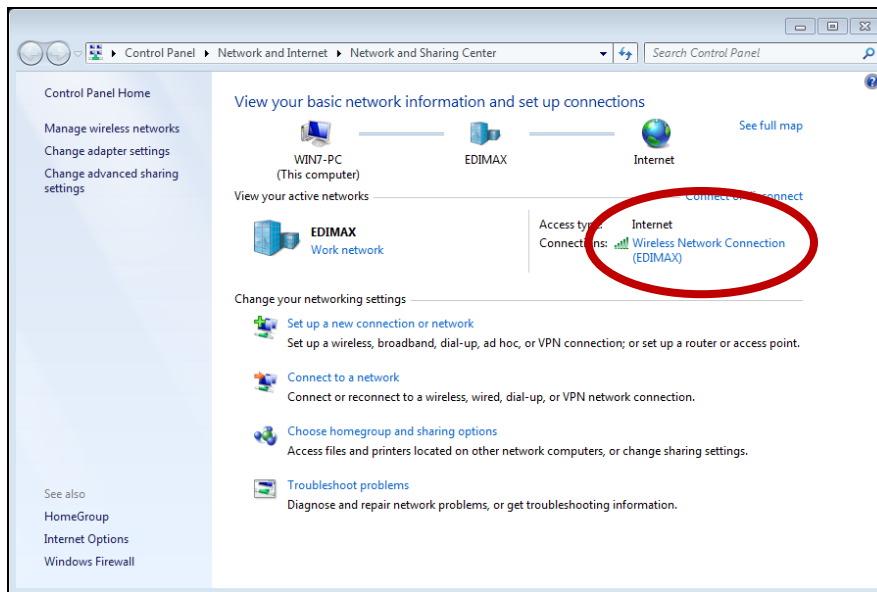 Control Panel Network and Internet Network and Sharing Center Search Control Panel
Control Panel Home
Manage wireless networks
Change adapter settings
Change advanced sharing
settings
See also
HomeGroup
Internet Options
Windows Firewall
View your basic network information and set up connections
See full map
WIN7-PC
(This computer)
EDIMAX
Internet
View your active networks
Connect or disconnect
EDIMAX
Work network
Access type: Internet
Connections: Wireless Network Connection
(EDIMAX)
Change your networking settings
Set up a new connection or network
Set up a wireless, broadband, dial-up, ad hoc, or VPN connection; or set up a router or access point.
Connect to a network
Connect or reconnect to a wireless, wired, dial-up, or VPN network connection.
Choose homegroup and sharing options
Access files and printers located on other network computers, or change sharing settings.
Troubleshoot problems
Diagnose and repair network problems, or get troubleshooting information.